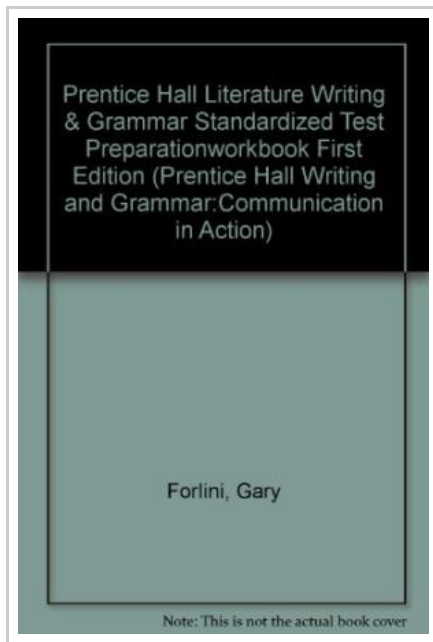 Prentice Hall Literature Writing
& Grammar Standardized Test
Preparationworkbook First
Edition (Prentice Hall Writing
and Grammar:Communication
in Action)
Forlini, Gary
Note: This is not the actual book cover